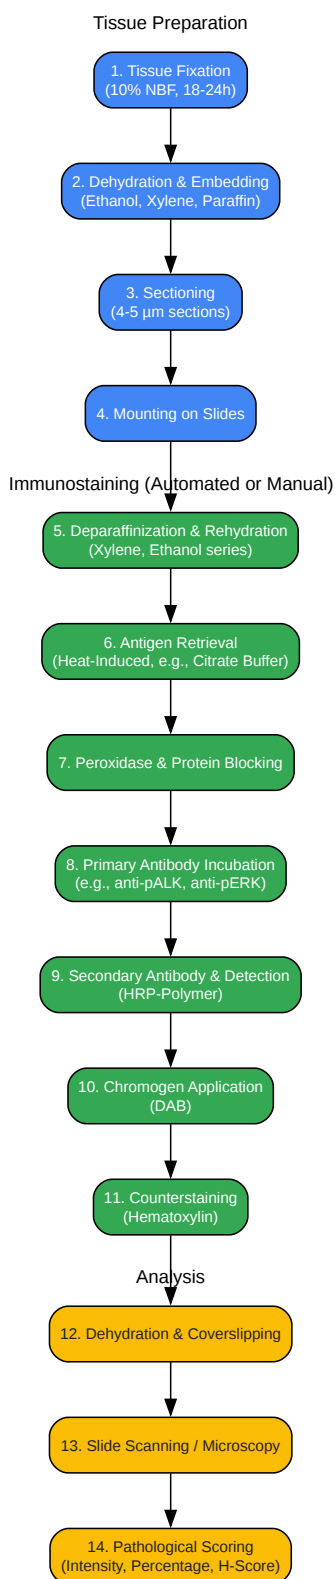 Tissue Preparation
1. Tissue Fixation
(10% NBF, 18-24h)
2. Dehydration & Embedding
(Ethanol, Xylene, Paraffin)
3. Sectioning
(4-5 µm sections)
4. Mounting on Slides
Immunostaining (Automated or Manual)
5. Deparaffinization & Rehydration
(Xylene, Ethanol series)
6. Antigen Retrieval
(Heat-Induced, e.g., Citrate Buffer)
7. Peroxidase & Protein Blocking
8. Primary Antibody Incubation
(e.g., anti-pALK, anti-pERK)
9. Secondary Antibody & Detection
(HRP-Polymer)
10. Chromogen Application
(DAB)
11. Counterstaining
(Hematoxylin)
Analysis
12. Dehydration & Coverslipping
13. Slide Scanning / Microscopy
14. Pathological Scoring
(Intensity, Percentage, H-Score)